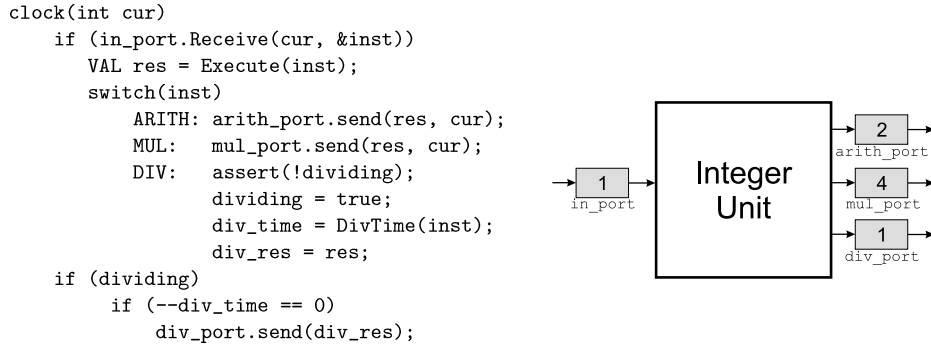 clock(int cur)
    if (in_port.Receive(cur, &inst))
       VAL res = Execute(inst);
       switch(inst)
           ARITH: arith_port.send(res, cur);
           MUL:   mul_port.send(res, cur);
           DIV:   assert(!dividing);
                  dividing = true;
                  div_time = DivTime(inst);
                  div_res = res;
    if (dividing)
         if (--div_time == 0)
             div_port.send(div_res);
1
in_port
Integer
Unit
2
arith_port
4
mul_port
1
div_port